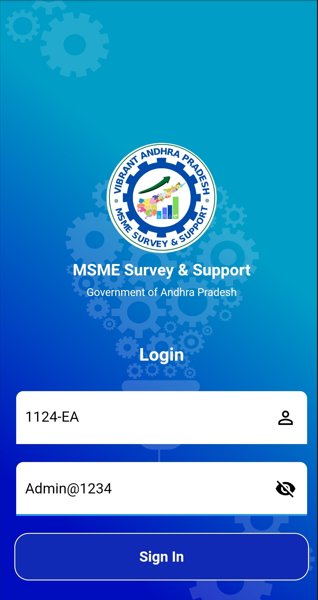 VIBRANT ANDHRA PRADESH
MSME SURVEY & SUPPORT
MSME Survey & Support
Government of Andhra Pradesh
Login
1124-EA
Admin@1234
Sign In